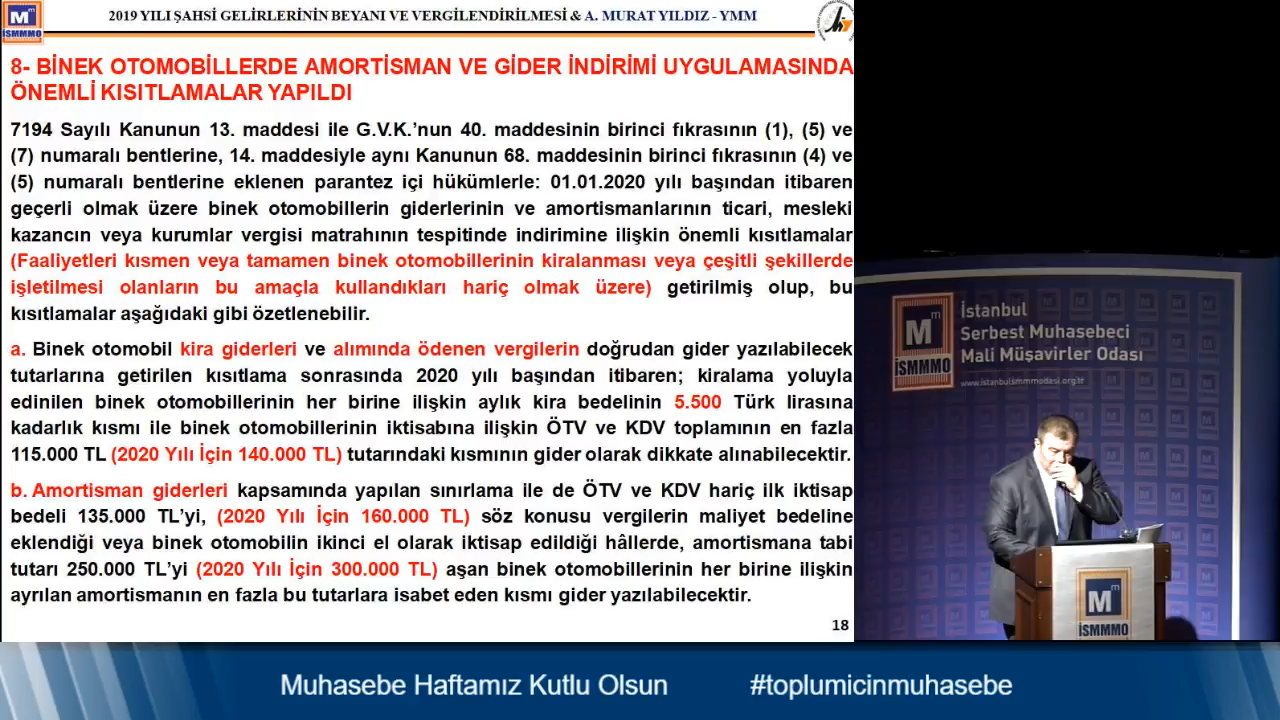 2019 YILI ŞAHSİ GELİRLERİNİN BEYANI VE VERGİLENDİRİLMESİ & A. MURAT YILDIZ - YMM
İSMMMO
8- BİNEK OTOMOBİLLERDE AMORTİSMAN VE GİDER İNDİRİMİ UYGULAMASINDA
ÖNEMLİ KISITLAMALAR YAPILDI
7194 Sayılı Kanunun 13. maddesi ile G.V.K.’nun 40. maddesinin birinci fıkrasının (1), (5) ve
(7) numaralı bentlerine, 14. maddesiyle aynı Kanunun 68. maddesinin birinci fıkrasının (4) ve
(5) numaralı bentlerine eklenen parantez içi hükümlerle: 01.01.2020 yılı başından itibaren
geçerli olmak üzere binek otomobillerin giderlerinin ve amortismanlarının ticari, mesleki
kazancın veya kurumlar vergisi matrahının tespitinde indirimine ilişkin önemli kısıtlamalar
(Faaliyetleri kısmen veya tamamen binek otomobillerinin kiralanması veya çeşitli şekillerde
işletilmesi olanların bu amaçla kullandıkları hariç olmak üzere) getirilmiş olup, bu
kısıtlamalar aşağıdaki gibi özetlenebilir.
a. Binek otomobil kira giderleri ve alımında ödenen vergilerin doğrudan gider yazılabilecek
tutarlarına getirilen kısıtlama sonrasında 2020 yılı başından itibaren; kiralama yoluyla
edinilen binek otomobillerinin her birine ilişkin aylık kira bedelinin 5.500 Türk lirasına
kadarlık kısmı ile binek otomobillerinin iktisabına ilişkin ÖTV ve KDV toplamının en fazla
115.000 TL (2020 Yılı İçin 140.000 TL) tutarındaki kısmının gider olarak dikkate alınabilecektir.
b. Amortisman giderleri kapsamında yapılan sınırlama ile de ÖTV ve KDV hariç ilk iktisap
bedeli 135.000 TL’yi, (2020 Yılı İçin 160.000 TL) söz konusu vergilerin maliyet bedeline
eklendiği veya binek otomobilin ikinci el olarak iktisap edildiği hâllerde, amortismana tabi
tutarı 250.000 TL’yi (2020 Yılı İçin 300.000 TL) aşan binek otomobillerinin her birine ilişkin
ayrılan amortismanın en fazla bu tutarlara isabet eden kısmı gider yazılabilecektir.
18
İstanbul
Serbest Muhasebeci
Mali Müşavirler Odası
www.istanbulsmmmodasi.org.tr
Mm
İSMMMO
Mm
İSMMMO
Muhasebe Haftamız Kutlu Olsun
#toplumicinmuhasebe